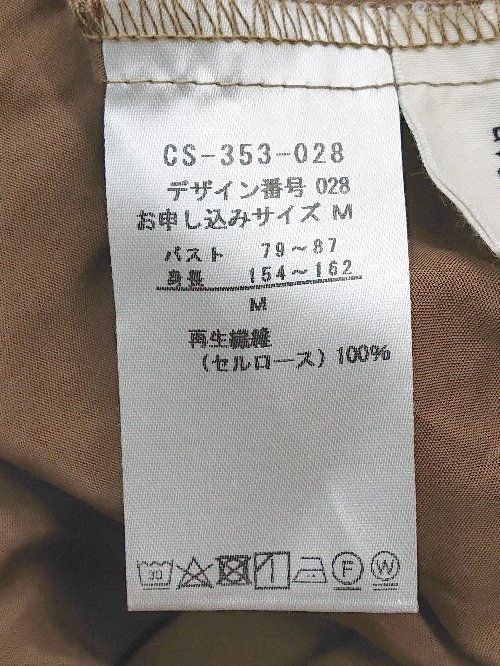 CS-353-028
デザイン番号 028
お申し込みサイズ M
バスト 79~87
身長 154~162
M
再生繊維
(セルロース) 100%
30 F W